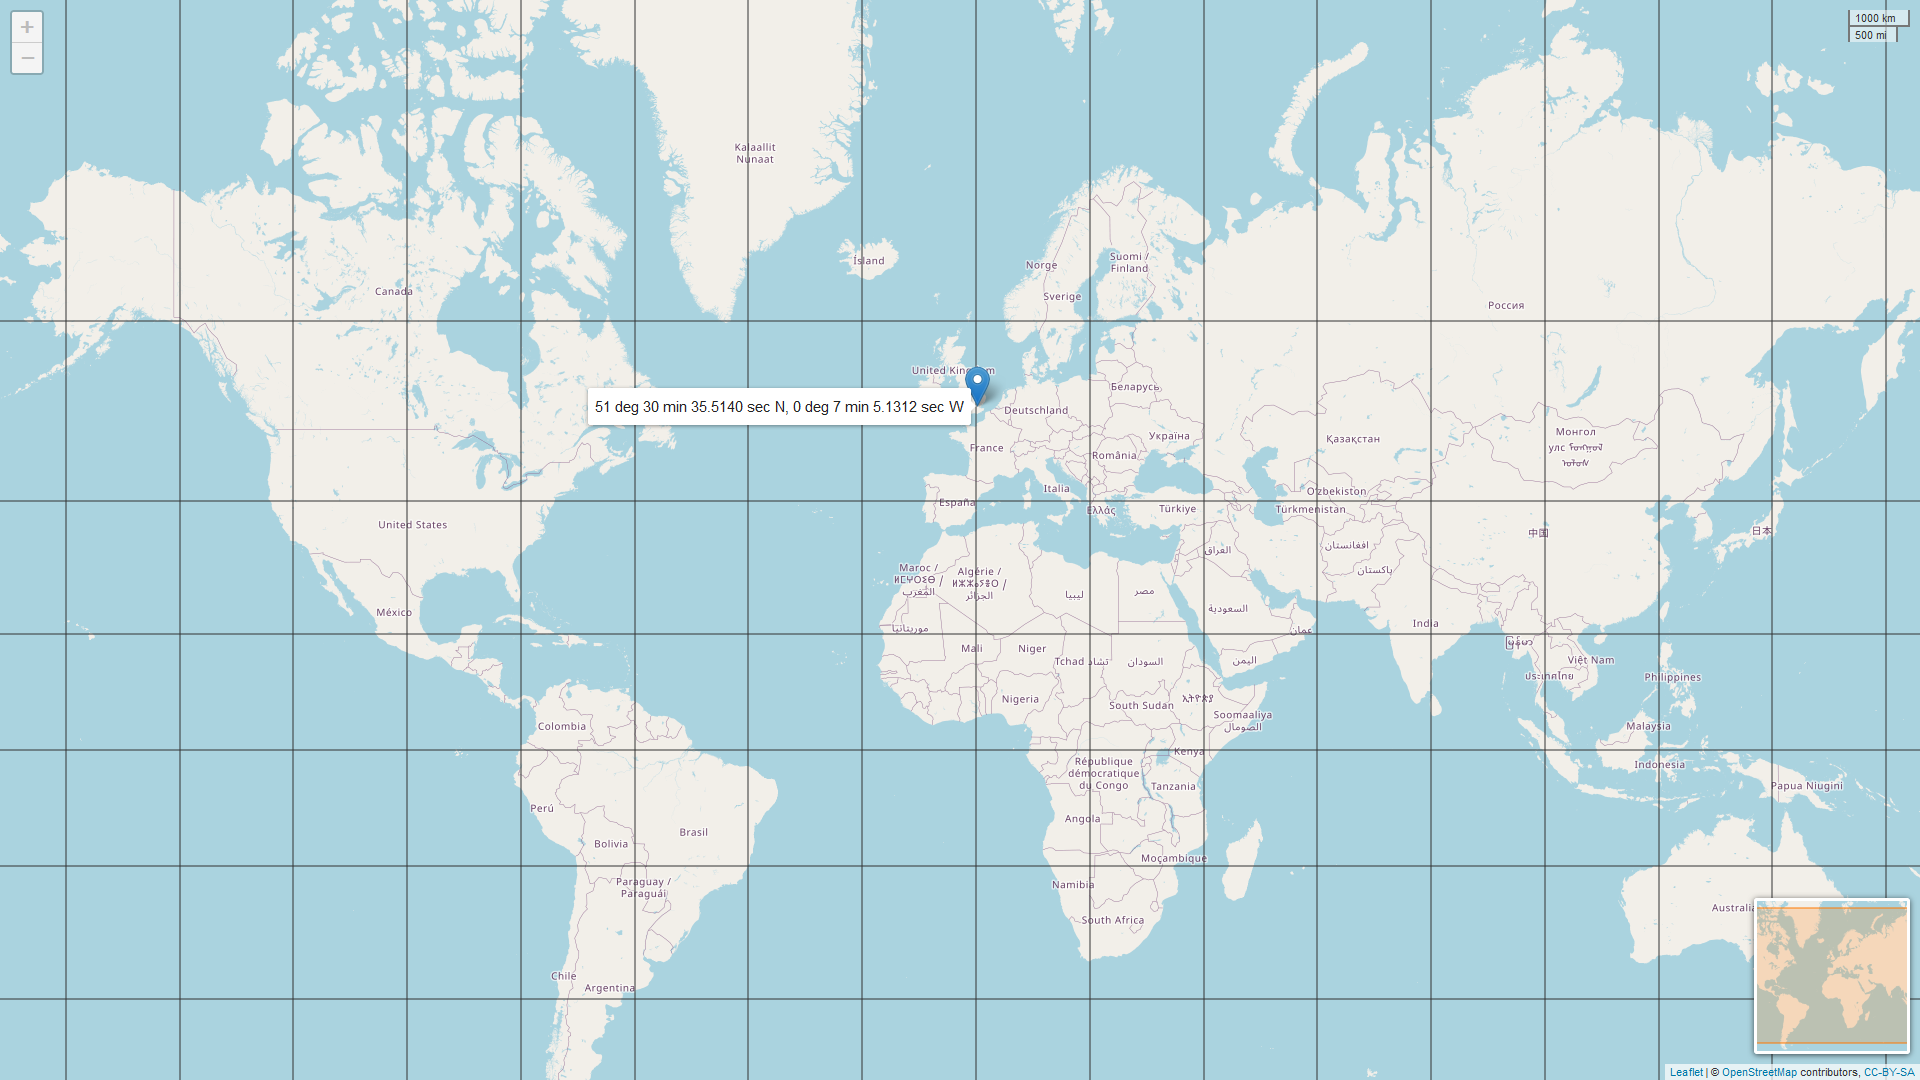 +
−
1000 km
500 mi
Kalaallit
Nunaat
Ísland
Norge
Suomi /
Finland
Sverige
Canada
Россия
United Kingdom
Беларусь
51 deg 30 min 35.5140 sec N, 0 deg 7 min 5.1312 sec W
Deutschland
Україна
Қазақстан
Монгол
улс
France
România
Italia
O'zbekiston
España
Ελλάς
Türkiye
Türkmenistan
United States
中国
日本
العراق
افغانستان
Maroc /
ⵍⵎⵖⵔⵉⴱ /
المغرب
Algérie /
ⵍⵣⵣⴰⵢⴻⵔ /
الجزائر
پاکستان
ليبيا
مصر
السعودية
México
India
موريتانيا
عمان
မြန်မာ
Mali
Niger
Tchad تشاد
السودان
اليمن
Việt Nam
ประเทศไทย
Philippines
Nigeria
South Sudan
ኢትዮጵያ
Soomaaliya
الصومال
Colombia
Malaysia
Kenya
République
démocratique
du Congo
Indonesia
Tanzania
Papua Niugini
Perú
Angola
Brasil
Bolivia
Moçambique
Paraguay /
Paraguái
Namibia
Australia
South Africa
Chile
Argentina
Leaflet | © OpenStreetMap contributors, CC-BY-SA